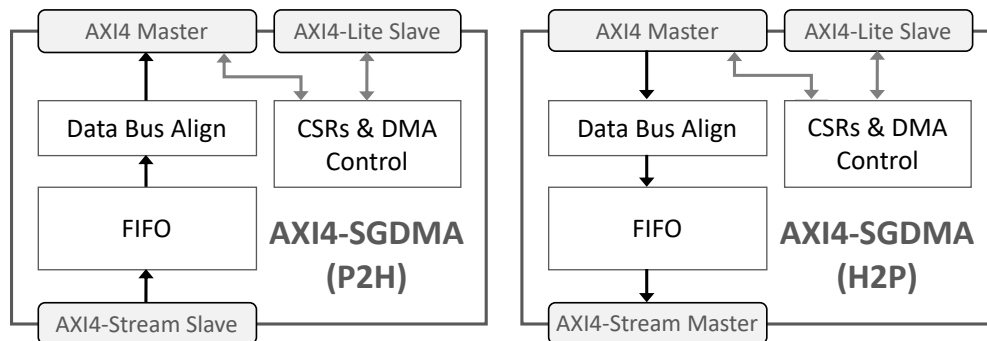 AXI4 Master
AXI4-Lite Slave
Data Bus Align
CSRs & DMA
Control
FIFO
AXI4-SGDMA
(P2H)
AXI4-Stream Slave
AXI4 Master
AXI4-Lite Slave
Data Bus Align
CSRs & DMA
Control
FIFO
AXI4-SGDMA
(H2P)
AXI4-Stream Master